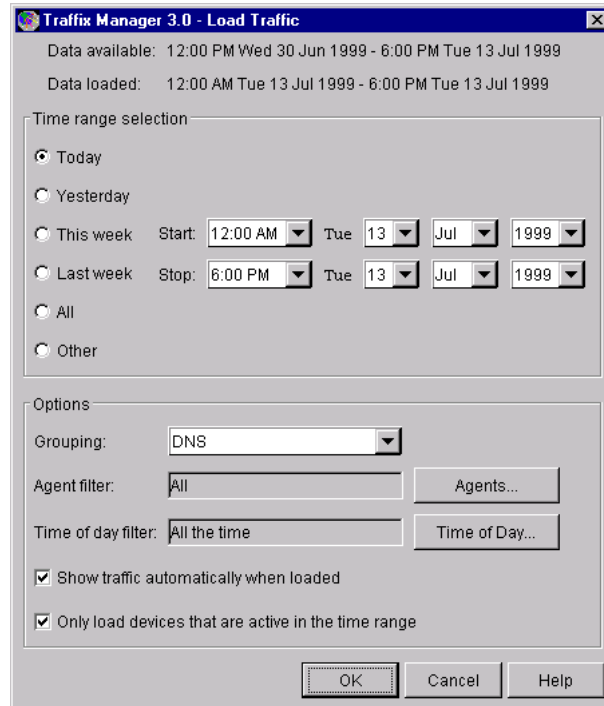 Traffix Manager 3.0 - Load Traffic
Data available: 12:00 PM Wed 30 Jun 1999 - 6:00 PM Tue 13 Jul 1999
Data loaded: 12:00 AM Tue 13 Jul 1999 - 6:00 PM Tue 13 Jul 1999
Time range selection
Today
Yesterday
This week Start: 12:00 AM Tue 13 Jul 1999
Last week Stop: 6:00 PM Tue 13 Jul 1999
All
Other
Options
Grouping: DNS
Agent filter: All Agents...
Time of day filter: All the time Time of Day...
Show traffic automatically when loaded
Only load devices that are active in the time range
OK Cancel Help